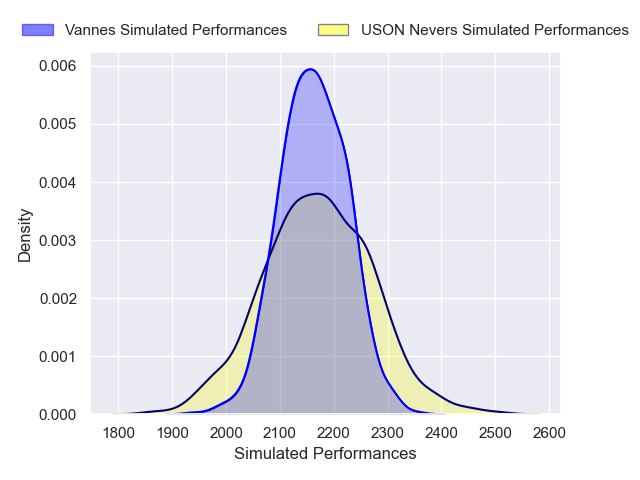 Vannes Simulated Performances USON Nevers Simulated Performances
0.006
0.005
0.004
0.003
0.002
0.001
0.000
Density
1800 1900 2000 2100 2200 2300 2400 2500 2600
Simulated Performances